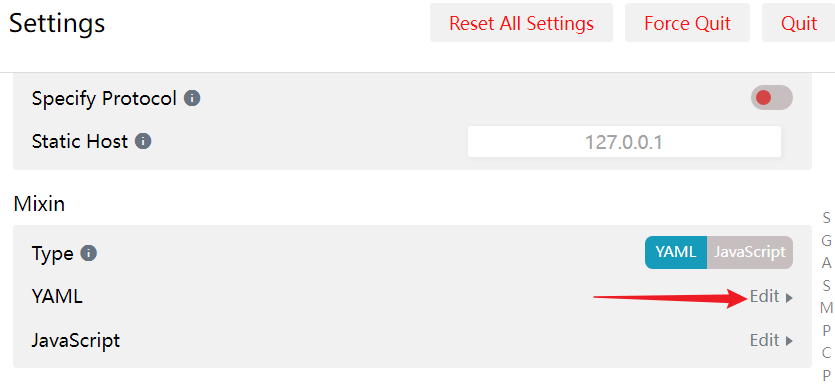 Settings
Reset All Settings
Force Quit
Quit
Specify Protocol
Static Host
127.0.0.1
Mixin
Type
YAML
JavaScript
YAML
Edit
JavaScript
Edit
S
G
A
S
M
P
C
P